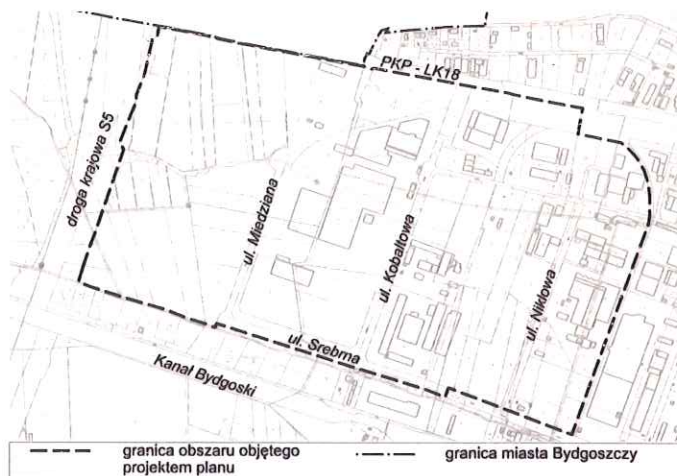 PKP - LK18
droga krajowa S5
ul. Miedziana
ul. Kobaltowa
ul. Niklowa
ul. Srebrna
Kanał Bydgoski
granica obszaru objętego
projektem planu
granica miasta Bydgoszczy